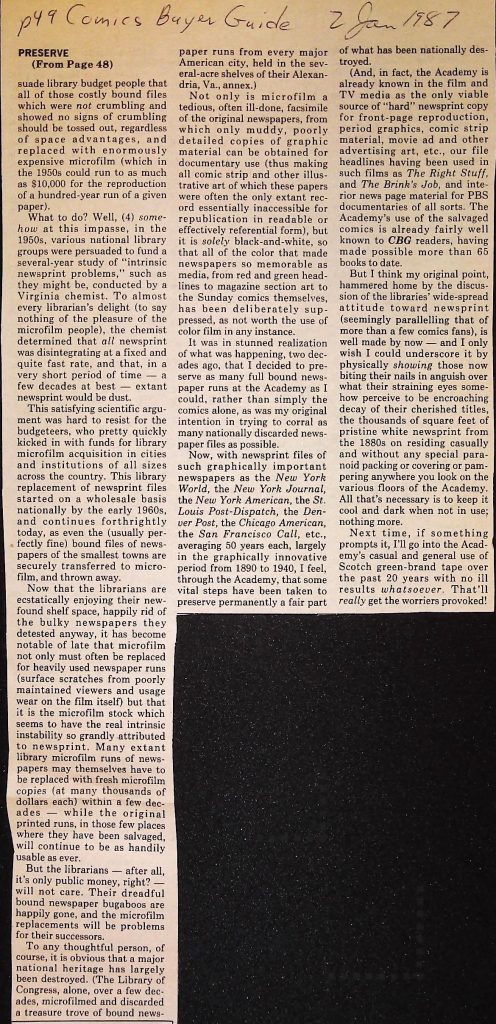 p49 Comics Buyer Guide 2 Jan 1987
PRESERVE
(From Page 48)
suade library budget people that
all of those costly bound files
which were not crumbling and
showed no signs of crumbling
should be tossed out, regardless
of space advantages, and
replaced with enormously
expensive microfilm (which in
the 1950s could run to as much
as $10,000 for the reproduction
of a hundred-year run of a given
paper).
What to do? Well, (4) some-
how at this impasse, in the
1950s, various national library
groups were persuaded to fund a
several-year study of "intrinsic
newsprint problems," such as
they might be, conducted by a
Virginia chemist. To almost
every librarian's delight (to say
nothing of the pleasure of the
microfilm people), the chemist
determined that all newsprint
was disintegrating at a fixed and
quite fast rate, and that, in a
very short period of time — a
few decades at best — extant
newsprint would be dust.
This satisfying scientific argu-
ment was hard to resist for the
budgeteers, who pretty quickly
kicked in with funds for library
microfilm acquisition in cities
and institutions of all sizes
across the country. This library
replacement of newsprint files
started on a wholesale basis
nationally by the early 1960s,
and continues forthrightly
today, as even the (usually per-
fectly fine) bound files of news-
papers of the smallest towns are
securely transferred to micro-
film, and thrown away.
Now that the librarians are
ecstatically enjoying their new-
found shelf space, happily rid of
the bulky newspapers they
detested anyway, it has become
notable of late that microfilm
not only must often be replaced
for heavily used newspaper runs
(surface scratches from poorly
maintained viewers and usage
wear on the film itself) but that
it is the microfilm stock which
seems to have the real intrinsic
instability so grandly attributed
to newsprint. Many extant
library microfilm runs of news-
papers may themselves have to
be replaced with fresh microfilm
copies (at many thousands of
dollars each) within a few dec-
ades — while the original
printed runs, in those few places
where they have been salvaged,
will continue to be as handily
usable as ever.
But the librarians — after all,
it's only public money, right? —
will not care. Their dreadful
bound newspaper bugaboos are
happily gone, and the microfilm
replacements will be problems
for their successors.
To any thoughtful person, of
course, it is obvious that a major
national heritage has largely
been destroyed. (The Library of
Congress, alone, over a few dec-
ades, microfilmed and discarded
a treasure trove of bound news-
paper runs from every major
American city, held in the sev-
eral-acre shelves of their Alexan-
dria, Va., annex.)
Not only is microfilm a
tedious, often ill-done, facsimile
of the original newspapers, from
which only muddy, poorly
detailed copies of graphic
material can be obtained for
documentary use (thus making
all comic strip and other illus-
trative art of which these papers
were often the only extant rec-
ord essentially inaccessible for
republication in readable or
effectively referential form), but
it is solely black-and-white, so
that all of the color that made
newspapers so memorable as
media, from red and green head-
lines to magazine section art to
the Sunday comics themselves,
has been deliberately sup-
pressed, as not worth the use of
color film in any instance.
It was in stunned realization
of what was happening, two dec-
ades ago, that I decided to pre-
serve as many full bound news-
paper runs at the Academy as I
could, rather than simply the
comics alone, as was my original
intention in trying to corral as
many nationally discarded news-
paper files as possible.
Now, with newsprint files of
such graphically important
newspapers as the New York
World, the New York Journal,
the New York American, the St.
Louis Post-Dispatch, the Den-
ver Post, the Chicago American,
the San Francisco Call, etc.,
averaging 50 years each, largely
in the graphically innovative
period from 1890 to 1940, I feel,
through the Academy, that some
vital steps have been taken to
preserve permanently a fair part
of what has been nationally des-
troyed.
(And, in fact, the Academy is
already known in the film and
TV media as the only viable
source of "hard" newsprint copy
for front-page reproduction,
period graphics, comic strip
material, movie ad and other
advertising art, etc., our file
headlines having been used in
such films as The Right Stuff,
and The Brink's Job, and inte-
rior news page material for PBS
documentaries of all sorts. The
Academy's use of the salvaged
comics is already fairly well
known to CBG readers, having
made possible more than 65
books to date.
But I think my original point,
hammered home by the discus-
sion of the libraries' wide-spread
attitude toward newsprint
(seemingly parallelling that of
more than a few comics fans), is
well made by now — and I only
wish I could underscore it by
physically showing those now
biting their nails in anguish over
what their straining eyes some-
how perceive to be encroaching
decay of their cherished titles,
the thousands of square feet of
pristine white newsprint from
the 1880s on residing casually
and without any special para-
noid packing or covering or pam-
pering anywhere you look on the
various floors of the Academy.
All that's necessary is to keep it
cool and dark when not in use;
nothing more.
Next time, if something
prompts it, I'll go into the Acad-
emy's casual and general use of
Scotch green-brand tape over
the past 20 years with no ill
results whatsoever. That'll
really get the worriers provoked!